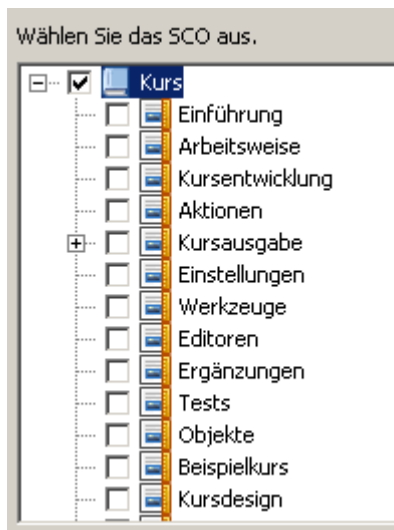 Wählen Sie das SCO aus.
Kurs
Einführung
Arbeitsweise
Kursentwicklung
Aktionen
Kursausgabe
Einstellungen
Werkzeuge
Editoren
Ergänzungen
Tests
Objekte
Beispielkurs
Kursdesign